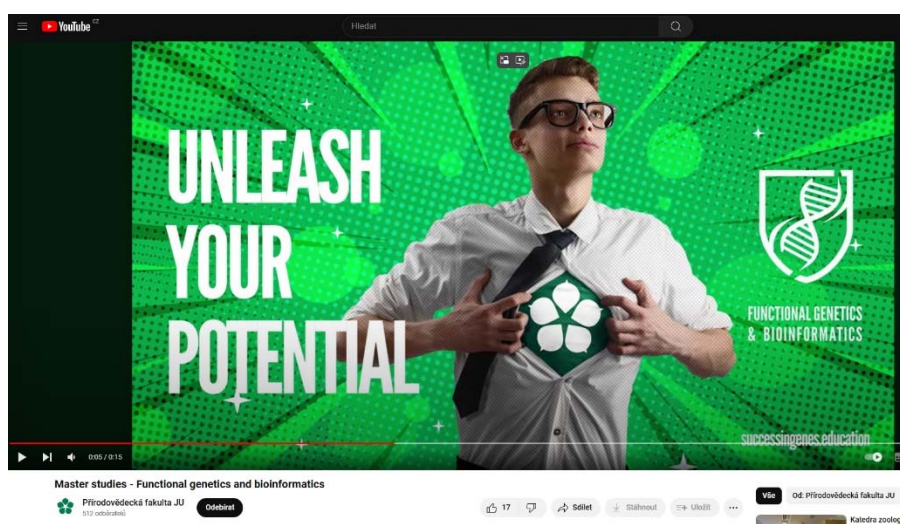 YouTube CZ
Hledat
UNLEASH
YOUR
POTENTIAL
FUNCTIONAL GENETICS
& BIOINFORMATICS
successingenes.education
0:05 / 0:15
Master studies - Functional genetics and bioinformatics
Přírodovědecká fakulta JU
512 odběratelů
Odebírat
17
Sdílet
Stáhnout
Uložit
Vše
Od: Přírodovědecká fakulta JU
Katedra zoolog